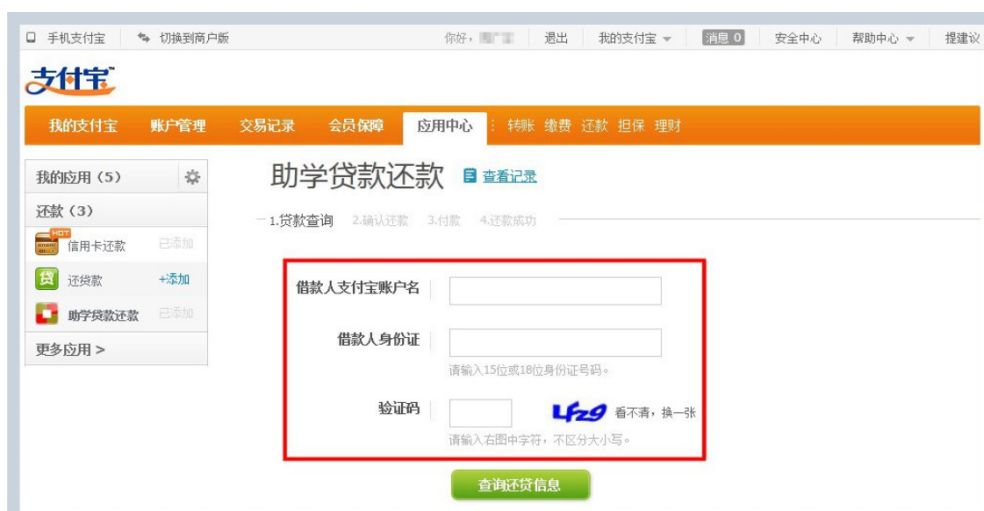 手机支付宝 切换到商户版 你好， 退出 我的支付宝 消息 0 安全中心 帮助中心 提建议
支付宝
我的支付宝 账户管理 交易记录 会员保障 应用中心 转账 缴费 还款 担保 理财
我的应用（5）
还款（3）
HOT
信用卡还款 已添加
贷 还贷款 +添加
助学贷款还款 已添加
更多应用 >
助学贷款还款 查看记录
1.贷款查询 2.确认还款 3.付款 4.还款成功
借款人支付宝账户名
借款人身份证
请输入15位或18位身份证号码。
验证码 Lfz9 看不清，换一张
请输入右图中字符，不区分大小写。
查询还贷信息